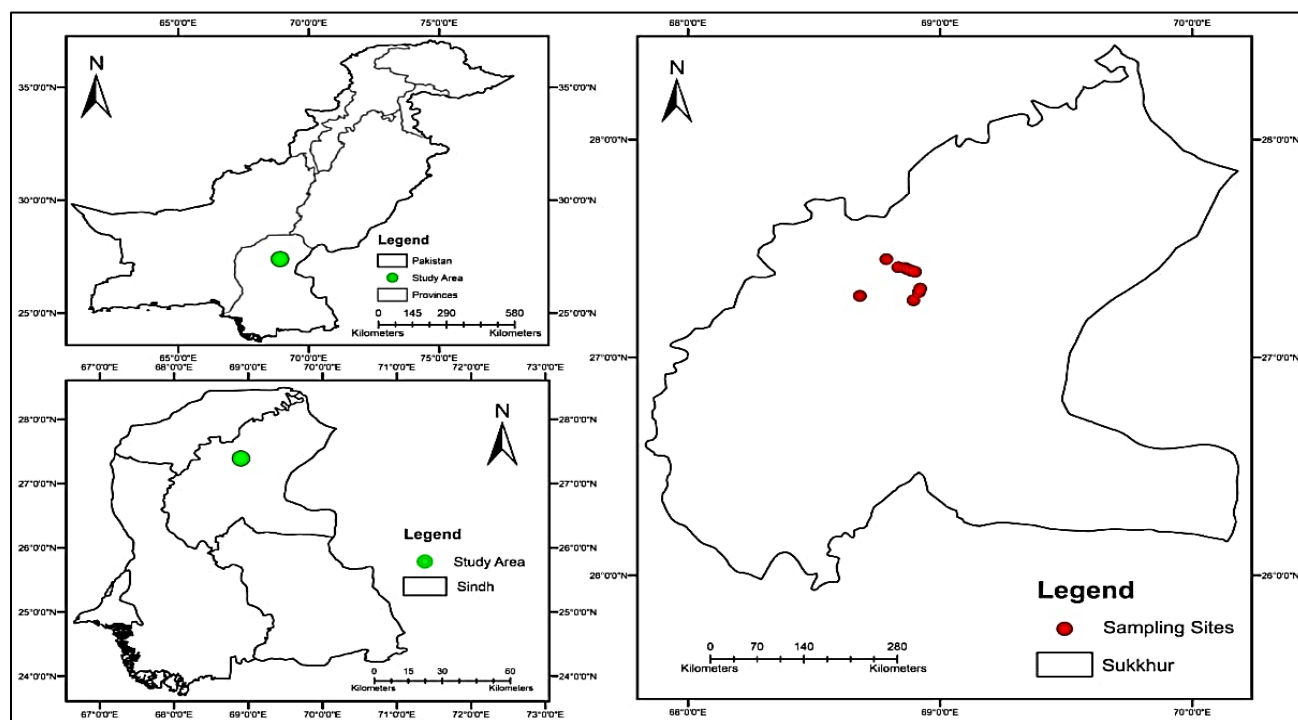 65°0'0"E 70°0'0"E 75°0'0"E
N
35°0'0"N 35°0'0"N
30°0'0"N 30°0'0"N
25°0'0"N 25°0'0"N
Legend
Pakistan
Study Area
Provinces
0 145 290 580
Kilometers Kilometers
65°0'0"E 70°0'0"E 75°0'0"E
67°0'0"E 68°0'0"E 69°0'0"E 70°0'0"E 71°0'0"E 72°0'0"E 73°0'0"E
N
28°0'0"N 28°0'0"N
27°0'0"N 27°0'0"N
26°0'0"N 26°0'0"N
25°0'0"N 25°0'0"N
24°0'0"N 24°0'0"N
Legend
Study Area
Sindh
0 15 30 60
Kilometers Kilometers
67°0'0"E 68°0'0"E 69°0'0"E 70°0'0"E 71°0'0"E 72°0'0"E 73°0'0"E
68°0'0"E 69°0'0"E 70°0'0"E
N
28°0'0"N 28°0'0"N
27°0'0"N 27°0'0"N
26°0'0"N 26°0'0"N
Legend
Sampling Sites
Sukkhur
0 70 140 280
Kilometers Kilometers
68°0'0"E 69°0'0"E 70°0'0"E